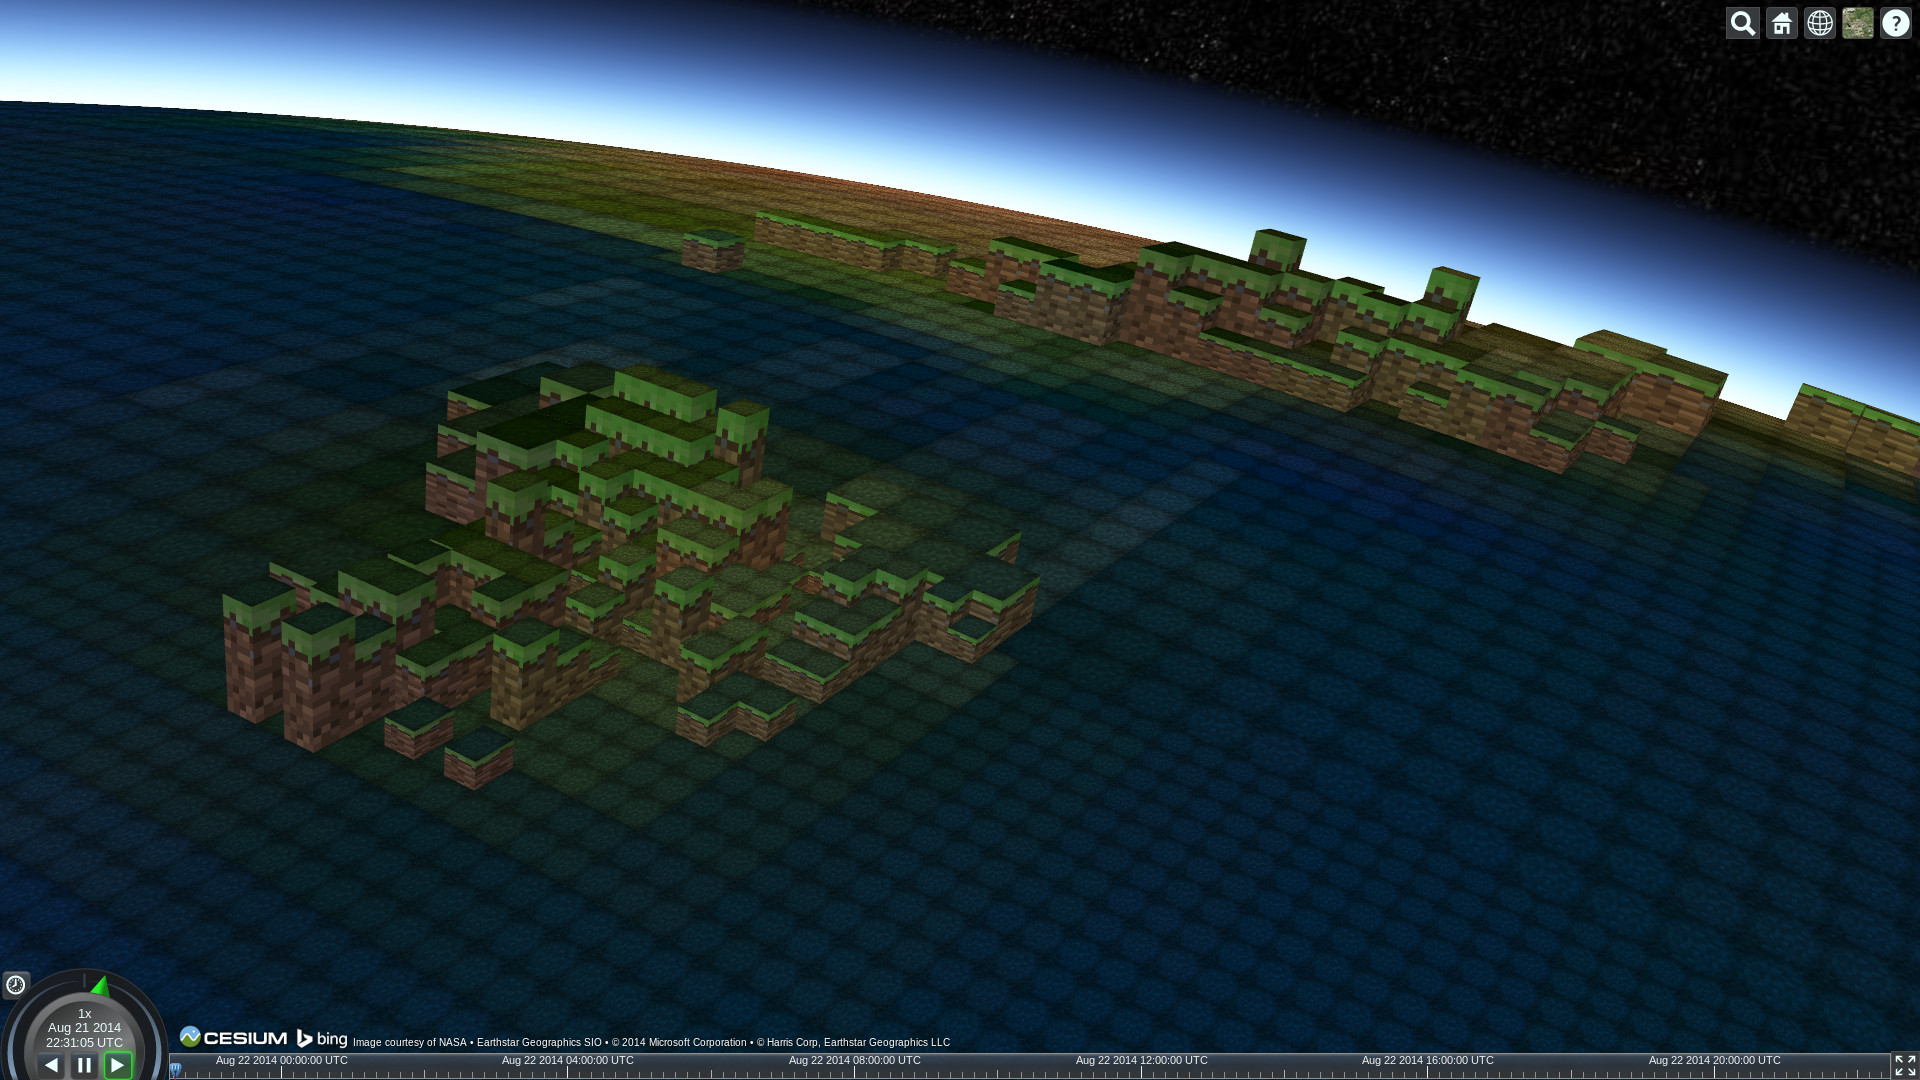 ?
1x
Aug 21 2014
22:31:05 UTC
CESIUM bing Image courtesy of NASA • Earthstar Geographics SIO • © 2014 Microsoft Corporation • © Harris Corp, Earthstar Geographics LLC
Aug 22 2014 00:00:00 UTC Aug 22 2014 04:00:00 UTC Aug 22 2014 08:00:00 UTC Aug 22 2014 12:00:00 UTC Aug 22 2014 16:00:00 UTC Aug 22 2014 20:00:00 UTC